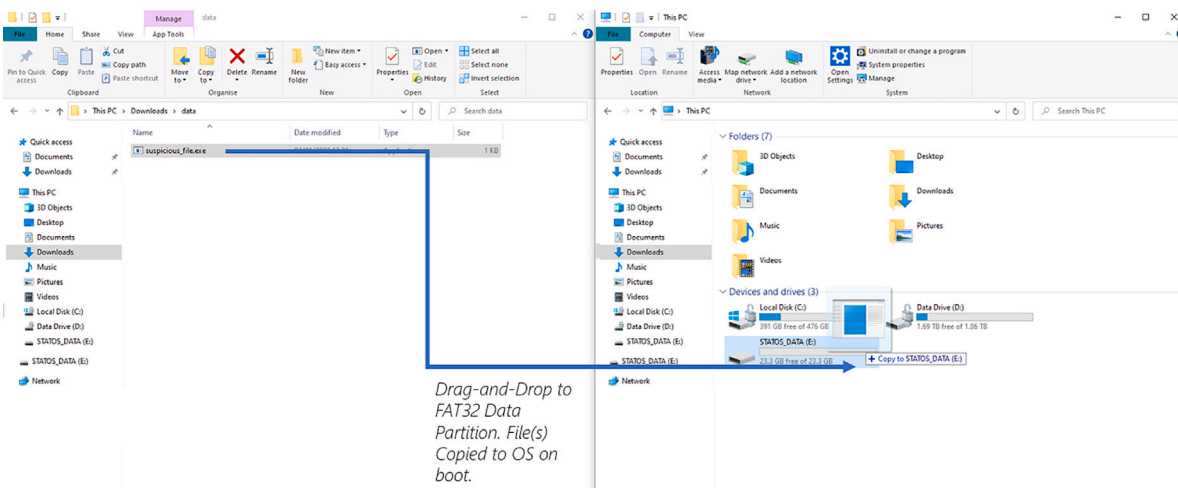 Manage
data
File
Home
Share
View
App Tools
Pin to Quick access
Copy
Paste
Cut
Copy path
Paste shortcut
Clipboard
Move to
Copy to
Delete
Rename
Organise
New folder
New item
Easy access
New
Properties
Open
Edit
History
Open
Select all
Select none
Invert selection
Select
This PC
Downloads
data
Search data
Name
Date modified
Type
Size
suspicious_file.exe
1 KB
Quick access
Documents
Downloads
This PC
3D Objects
Desktop
Documents
Downloads
Music
Pictures
Videos
Local Disk (C:)
Data Drive (D:)
STATOS_DATA (E:)
STATOS_DATA (E:)
Network
Drag-and-Drop to
FAT32 Data
Partition. File(s)
Copied to OS on
boot.
This PC
File
Computer
View
Properties
Open
Rename
Location
Access media
Map network drive
Add a network location
Network
Open Settings
Uninstall or change a program
System properties
Manage
System
This PC
Search This PC
Quick access
Documents
Downloads
This PC
3D Objects
Desktop
Documents
Downloads
Music
Pictures
Videos
Local Disk (C:)
Data Drive (D:)
STATOS_DATA (E:)
STATOS_DATA (E:)
Network
Folders (7)
3D Objects
Desktop
Documents
Downloads
Music
Pictures
Videos
Devices and drives (3)
Local Disk (C:)
391 GB free of 476 GB
Data Drive (D:)
1.69 TB free of 1.86 TB
STATOS_DATA (E:)
23.3 GB free of 23.3 GB
Copy to STATOS_DATA (E:)